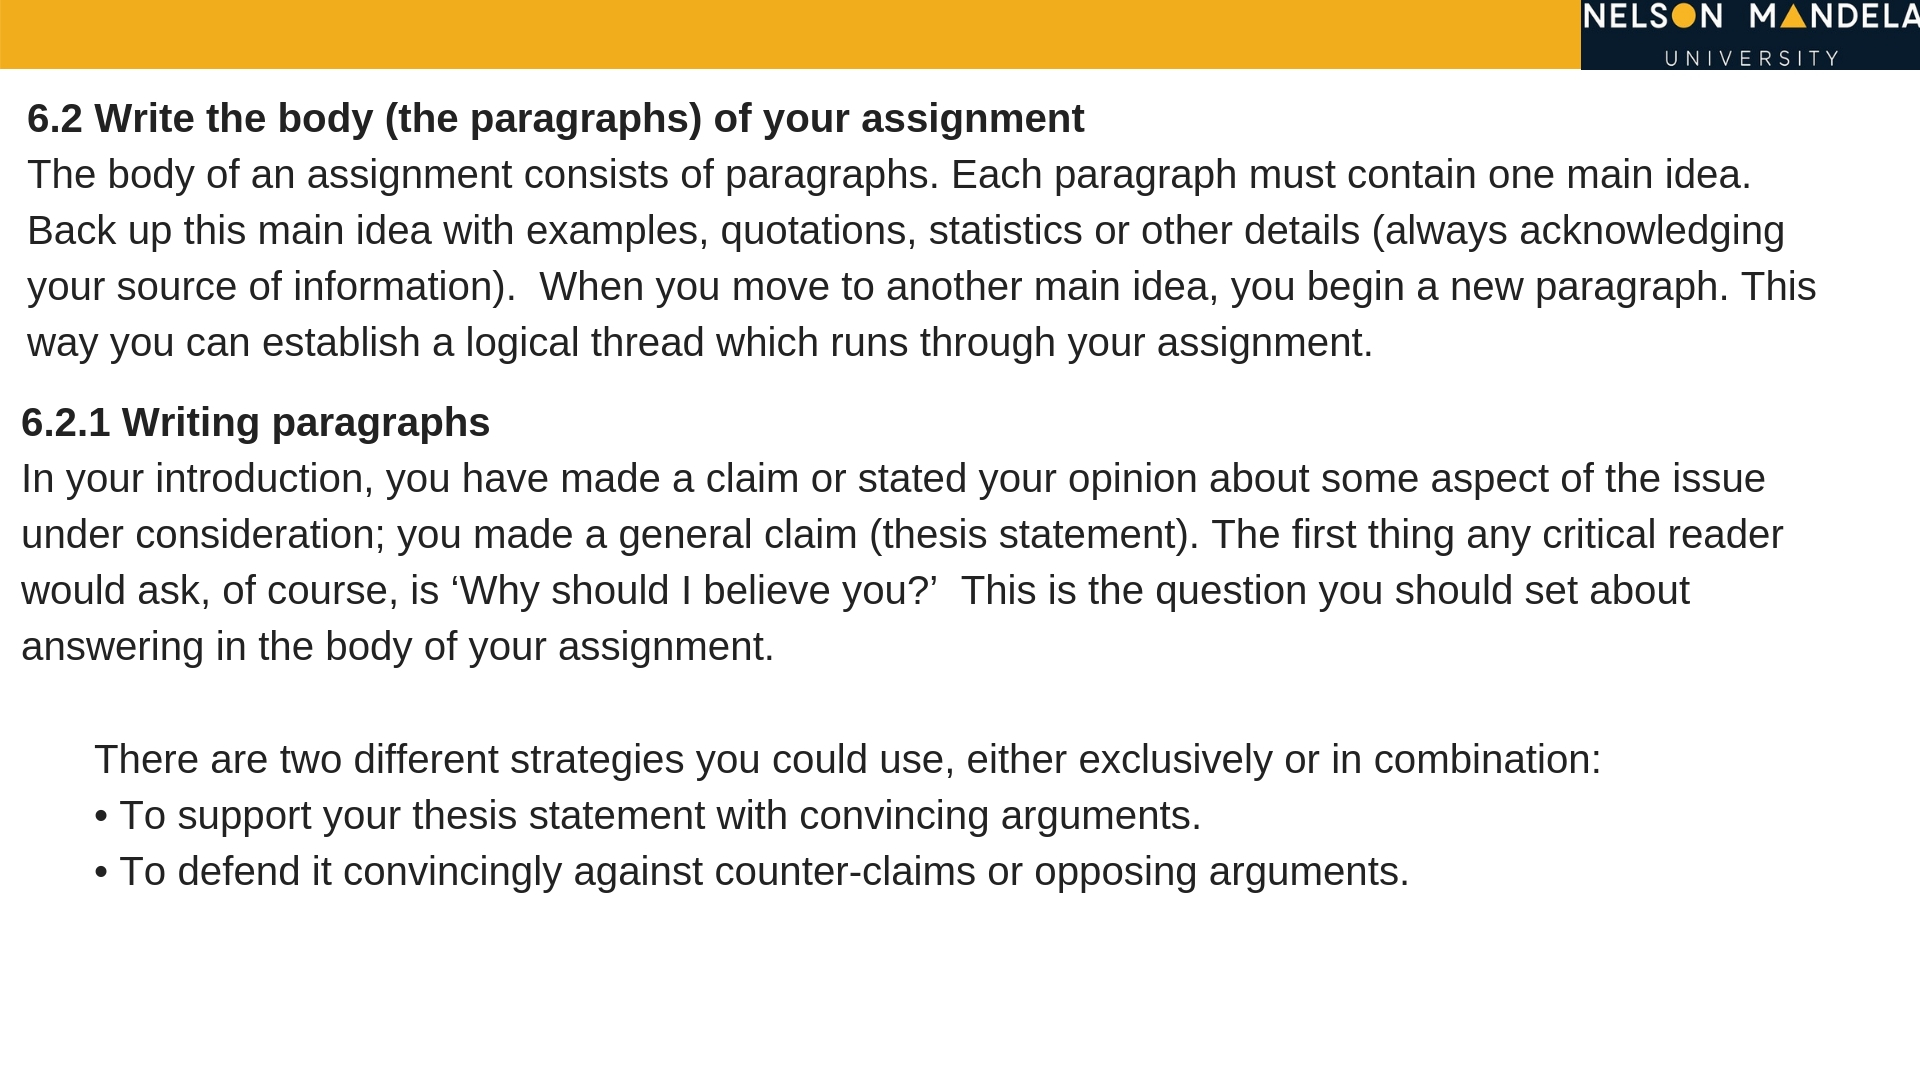 NELSON MANDELA
UNIVERSITY
6.2 Write the body (the paragraphs) of your assignment
The body of an assignment consists of paragraphs. Each paragraph must contain one main idea.
Back up this main idea with examples, quotations, statistics or other details (always acknowledging
your source of information).  When you move to another main idea, you begin a new paragraph. This
way you can establish a logical thread which runs through your assignment.
6.2.1 Writing paragraphs
In your introduction, you have made a claim or stated your opinion about some aspect of the issue
under consideration; you made a general claim (thesis statement). The first thing any critical reader
would ask, of course, is ‘Why should I believe you?’  This is the question you should set about
answering in the body of your assignment.
There are two different strategies you could use, either exclusively or in combination:
• To support your thesis statement with convincing arguments.
• To defend it convincingly against counter-claims or opposing arguments.